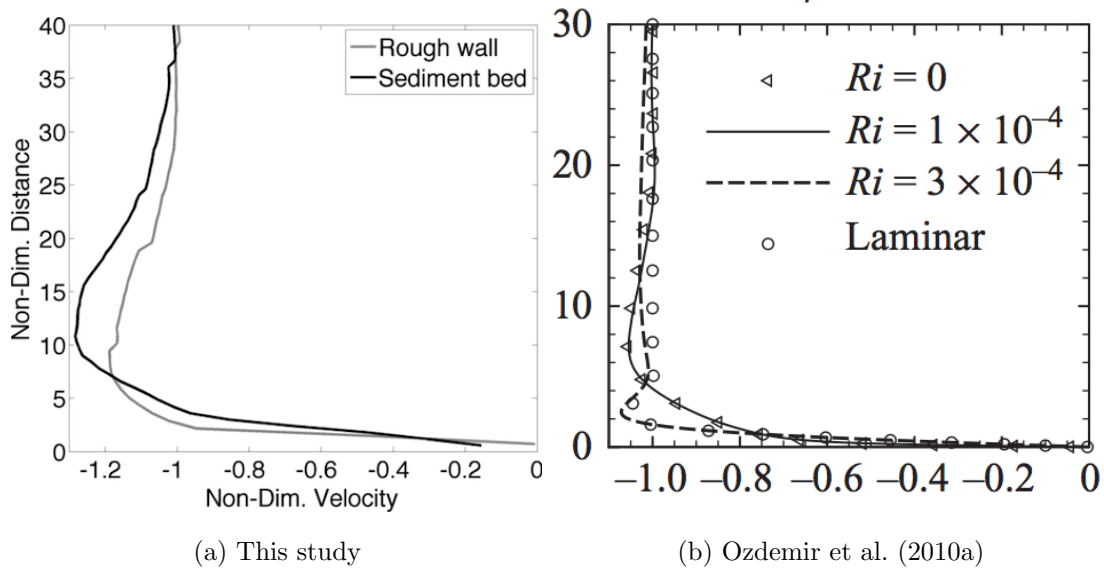 40
35
30
25
20
15
10
5
0
Non-Dim. Distance
-1.2 -1 -0.8 -0.6 -0.4 -0.2 0
Non-Dim. Velocity
Rough wall
Sediment bed
(a) This study
30
20
10
0
Ri = 0
Ri = 1 × 10–4
Ri = 3 × 10–4
Laminar
–1.0 –0.8 –0.6 –0.4 –0.2 0
(b) Ozdemir et al. (2010a)